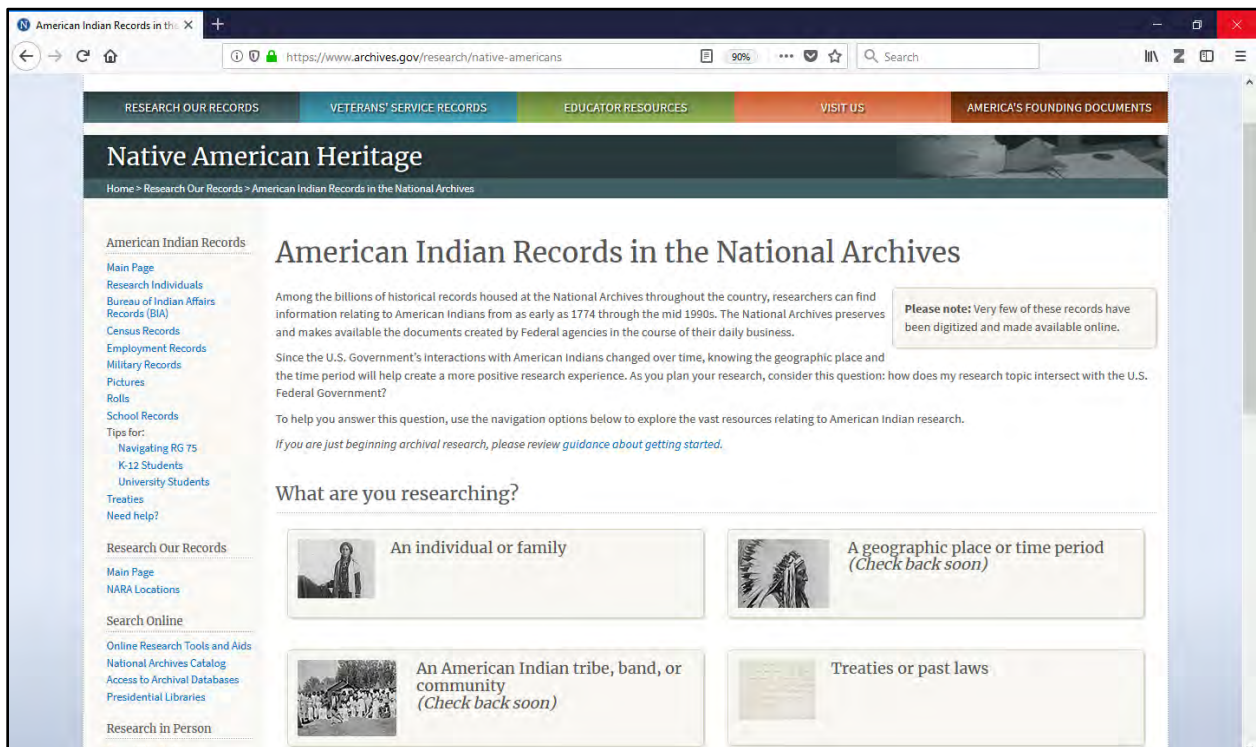 American Indian Records in the
https://www.archives.gov/research/native-americans
90%
Search
RESEARCH OUR RECORDS
VETERANS' SERVICE RECORDS
EDUCATOR RESOURCES
VISIT US
AMERICA'S FOUNDING DOCUMENTS
Native American Heritage
Home > Research Our Records > American Indian Records in the National Archives
American Indian Records
Main Page
Research Individuals
Bureau of Indian Affairs
Records (BIA)
Census Records
Employment Records
Military Records
Pictures
Rolls
School Records
Tips for:
Navigating RG 75
K-12 Students
University Students
Treaties
Need help?
Research Our Records
Main Page
NARA Locations
Search Online
Online Research Tools and Aids
National Archives Catalog
Access to Archival Databases
Presidential Libraries
Research in Person
American Indian Records in the National Archives
Among the billions of historical records housed at the National Archives throughout the country, researchers can find
information relating to American Indians from as early as 1774 through the mid 1990s. The National Archives preserves
and makes available the documents created by Federal agencies in the course of their daily business.
Please note: Very few of these records have
been digitized and made available online.
Since the U.S. Government's interactions with American Indians changed over time, knowing the geographic place and
the time period will help create a more positive research experience. As you plan your research, consider this question: how does my research topic intersect with the U.S.
Federal Government?
To help you answer this question, use the navigation options below to explore the vast resources relating to American Indian research.
If you are just beginning archival research, please review guidance about getting started.
What are you researching?
An individual or family
A geographic place or time period
(Check back soon)
An American Indian tribe, band, or
community
(Check back soon)
Treaties or past laws